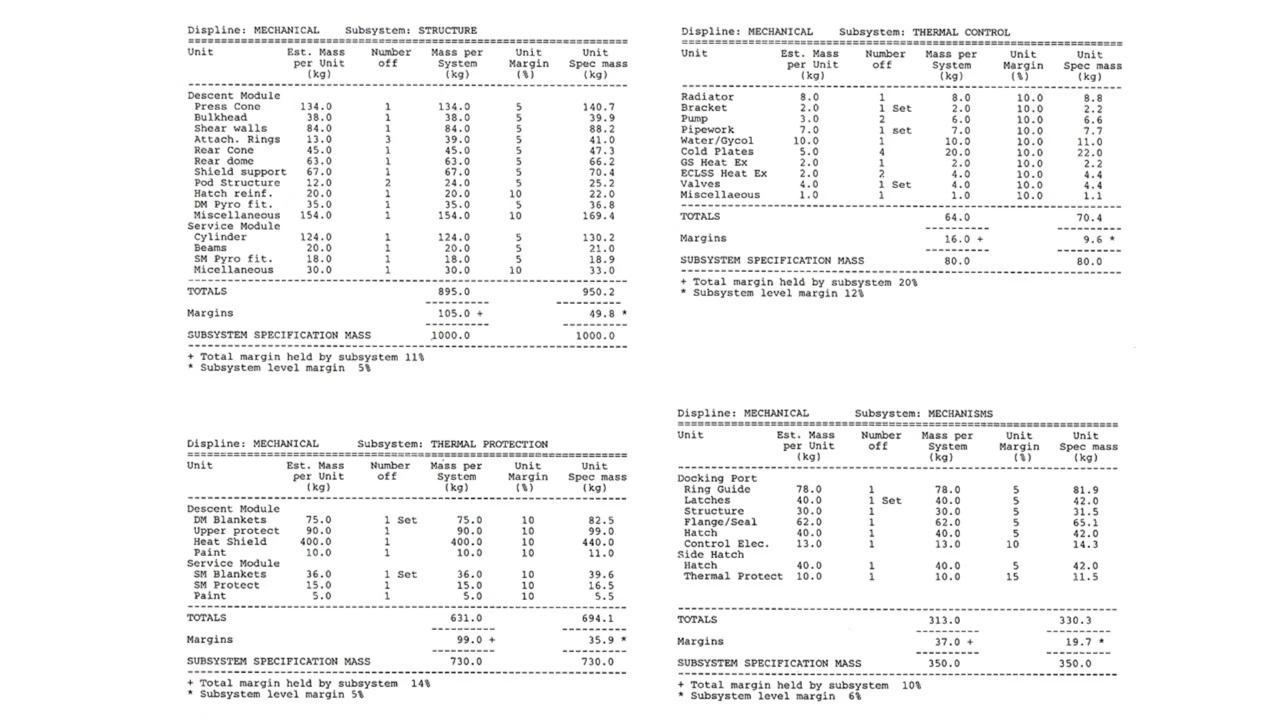 Displine: MECHANICAL Subsystem: STRUCTURE
Unit Est. Mass Number Mass per Unit Unit
per Unit off System Margin Spec mass
(kg) (kg) (%) (kg)
Descent Module
Press Cone 134.0 1 134.0 5 140.7
Bulkhead 38.0 1 38.0 5 39.9
Shear walls 84.0 1 84.0 5 88.2
Attach. Rings 13.0 3 39.0 5 41.0
Rear Cone 45.0 1 45.0 5 47.3
Rear dome 63.0 1 63.0 5 66.2
Shield support 67.0 1 67.0 5 70.4
Pod Structure 12.0 2 24.0 5 25.2
Hatch reinf. 20.0 1 20.0 10 22.0
DM Pyro fit. 35.0 1 35.0 5 36.8
Miscellaneous 154.0 1 154.0 10 169.4
Service Module
Cylinder 124.0 1 124.0 5 130.2
Beams 20.0 1 20.0 5 21.0
SM Pyro fit. 18.0 1 18.0 5 18.9
Micellaneous 30.0 1 30.0 10 33.0
TOTALS 895.0 950.2
Margins 105.0 + 49.8 *
SUBSYSTEM SPECIFICATION MASS 1000.0 1000.0
+ Total margin held by subsystem 11%
* Subsystem level margin 5%
Displine: MECHANICAL Subsystem: THERMAL CONTROL
Unit Est. Mass Number Mass per Unit Unit
per Unit off System Margin Spec mass
(kg) (kg) (%) (kg)
Radiator 8.0 1 8.0 10.0 8.8
Bracket 2.0 1 Set 2.0 10.0 2.2
Pump 3.0 2 6.0 10.0 6.6
Pipework 7.0 1 set 7.0 10.0 7.7
Water/Gycol 10.0 1 10.0 10.0 11.0
Cold Plates 5.0 4 20.0 10.0 22.0
GS Heat Ex 2.0 1 2.0 10.0 2.2
ECLSS Heat Ex 2.0 2 4.0 10.0 4.4
Valves 4.0 1 Set 4.0 10.0 4.4
Miscellaeous 1.0 1 1.0 10.0 1.1
TOTALS 64.0 70.4
Margins 16.0 + 9.6 *
SUBSYSTEM SPECIFICATION MASS 80.0 80.0
+ Total margin held by subsystem 20%
* Subsystem level margin 12%
Displine: MECHANICAL Subsystem: THERMAL PROTECTION
Unit Est. Mass Number Mass per Unit Unit
per Unit off System Margin Spec mass
(kg) (kg) (%) (kg)
Descent Module
DM Blankets 75.0 1 Set 75.0 10 82.5
Upper protect 90.0 1 90.0 10 99.0
Heat Shield 400.0 1 400.0 10 440.0
Paint 10.0 1 10.0 10 11.0
Service Module
SM Blankets 36.0 1 Set 36.0 10 39.6
SM Protect 15.0 1 15.0 10 16.5
Paint 5.0 1 5.0 10 5.5
TOTALS 631.0 694.1
Margins 99.0 + 35.9 *
SUBSYSTEM SPECIFICATION MASS 730.0 730.0
+ Total margin held by subsystem 14%
* Subsystem level margin 5%
Displine: MECHANICAL Subsystem: MECHANISMS
Unit Est. Mass Number Mass per Unit Unit
per Unit off System Margin Spec mass
(kg) (kg) (%) (kg)
Docking Port
Ring Guide 78.0 1 78.0 5 81.9
Latches 40.0 1 Set 40.0 5 42.0
Structure 30.0 1 30.0 5 31.5
Flange/Seal 62.0 1 62.0 5 65.1
Hatch 40.0 1 40.0 5 42.0
Control Elec. 13.0 1 13.0 10 14.3
Side Hatch
Hatch 40.0 1 40.0 5 42.0
Thermal Protect 10.0 1 10.0 15 11.5
TOTALS 313.0 330.3
Margins 37.0 + 19.7 *
SUBSYSTEM SPECIFICATION MASS 350.0 350.0
+ Total margin held by subsystem 10%
* Subsystem level margin 6%